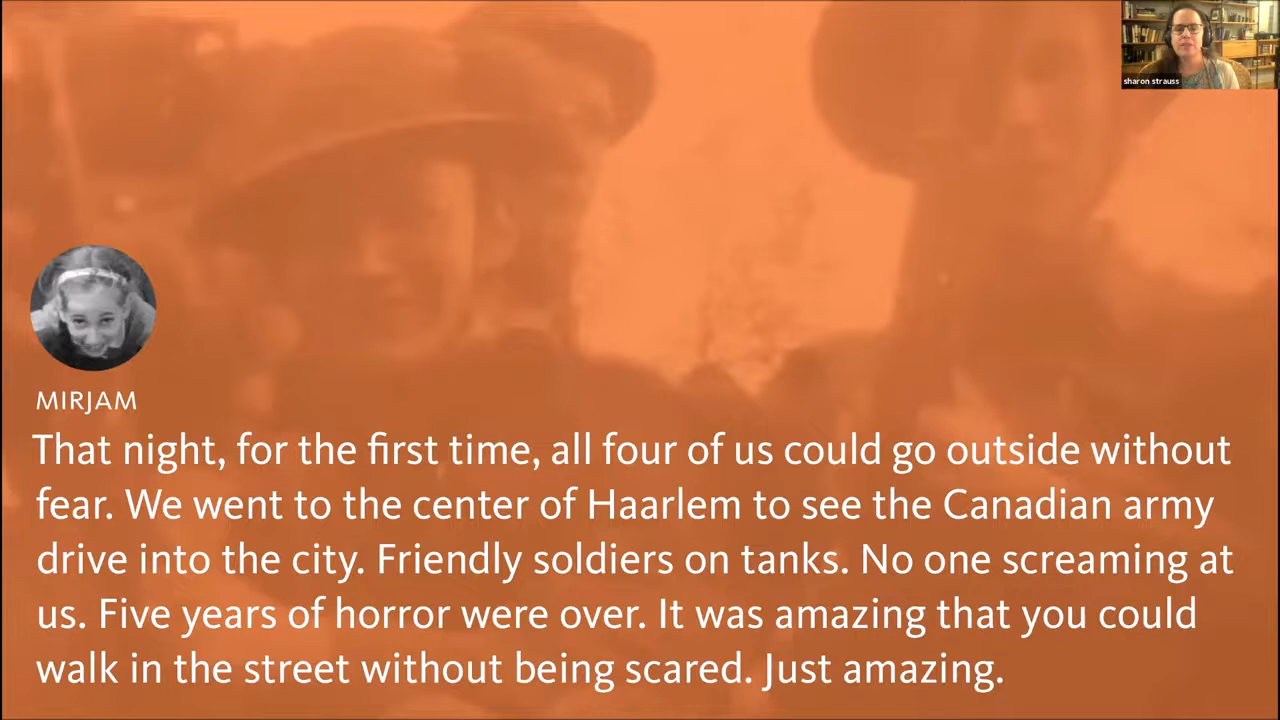 sharon strauss
MIRJAM
That night, for the first time, all four of us could go outside without
fear. We went to the center of Haarlem to see the Canadian army
drive into the city. Friendly soldiers on tanks. No one screaming at
us. Five years of horror were over. It was amazing that you could
walk in the street without being scared. Just amazing.